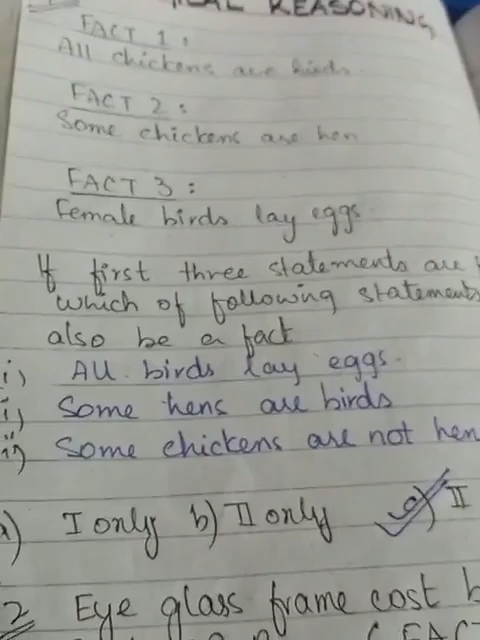 REASONING
FACT 1:
All chickens are birds.
FACT 2:
Some chickens are hen
FACT 3:
Female birds lay eggs
If first three statements are
which of following statements
also be a fact
i) All birds lay eggs.
i) Some hens are birds
ii) Some chickens are not hen
a) I only b) II only c) II
2 Eye glass frame cost